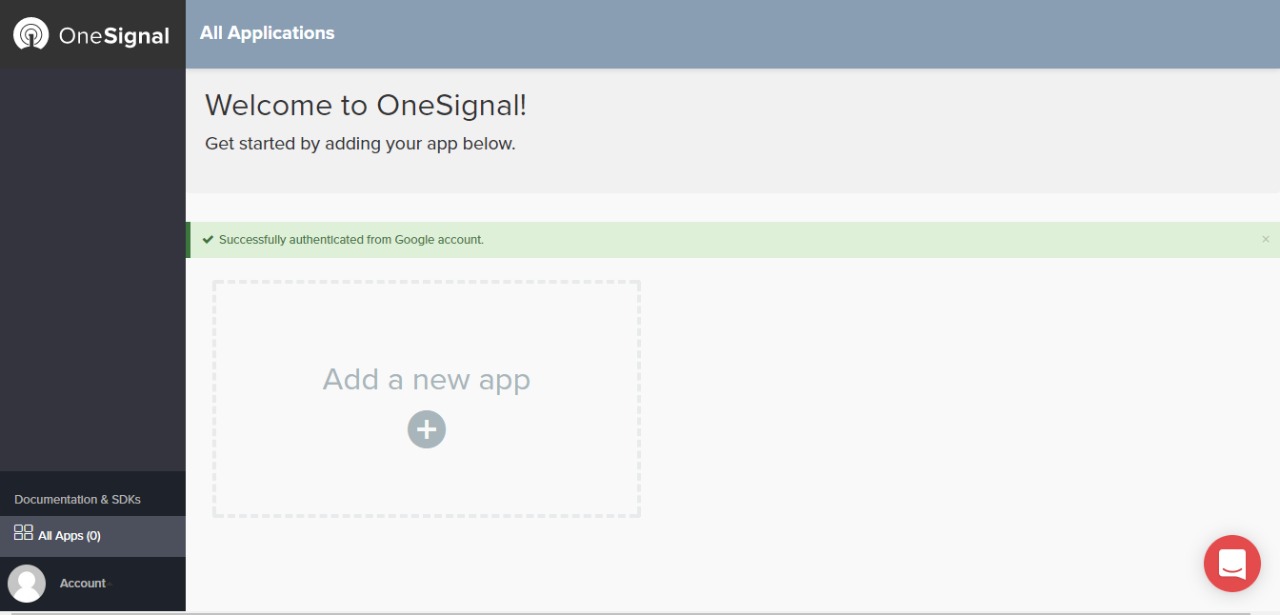 OneSignal
All Applications
Welcome to OneSignal!
Get started by adding your app below.
Successfully authenticated from Google account.
×
Add a new app
Documentation & SDKs
All Apps (0)
Account